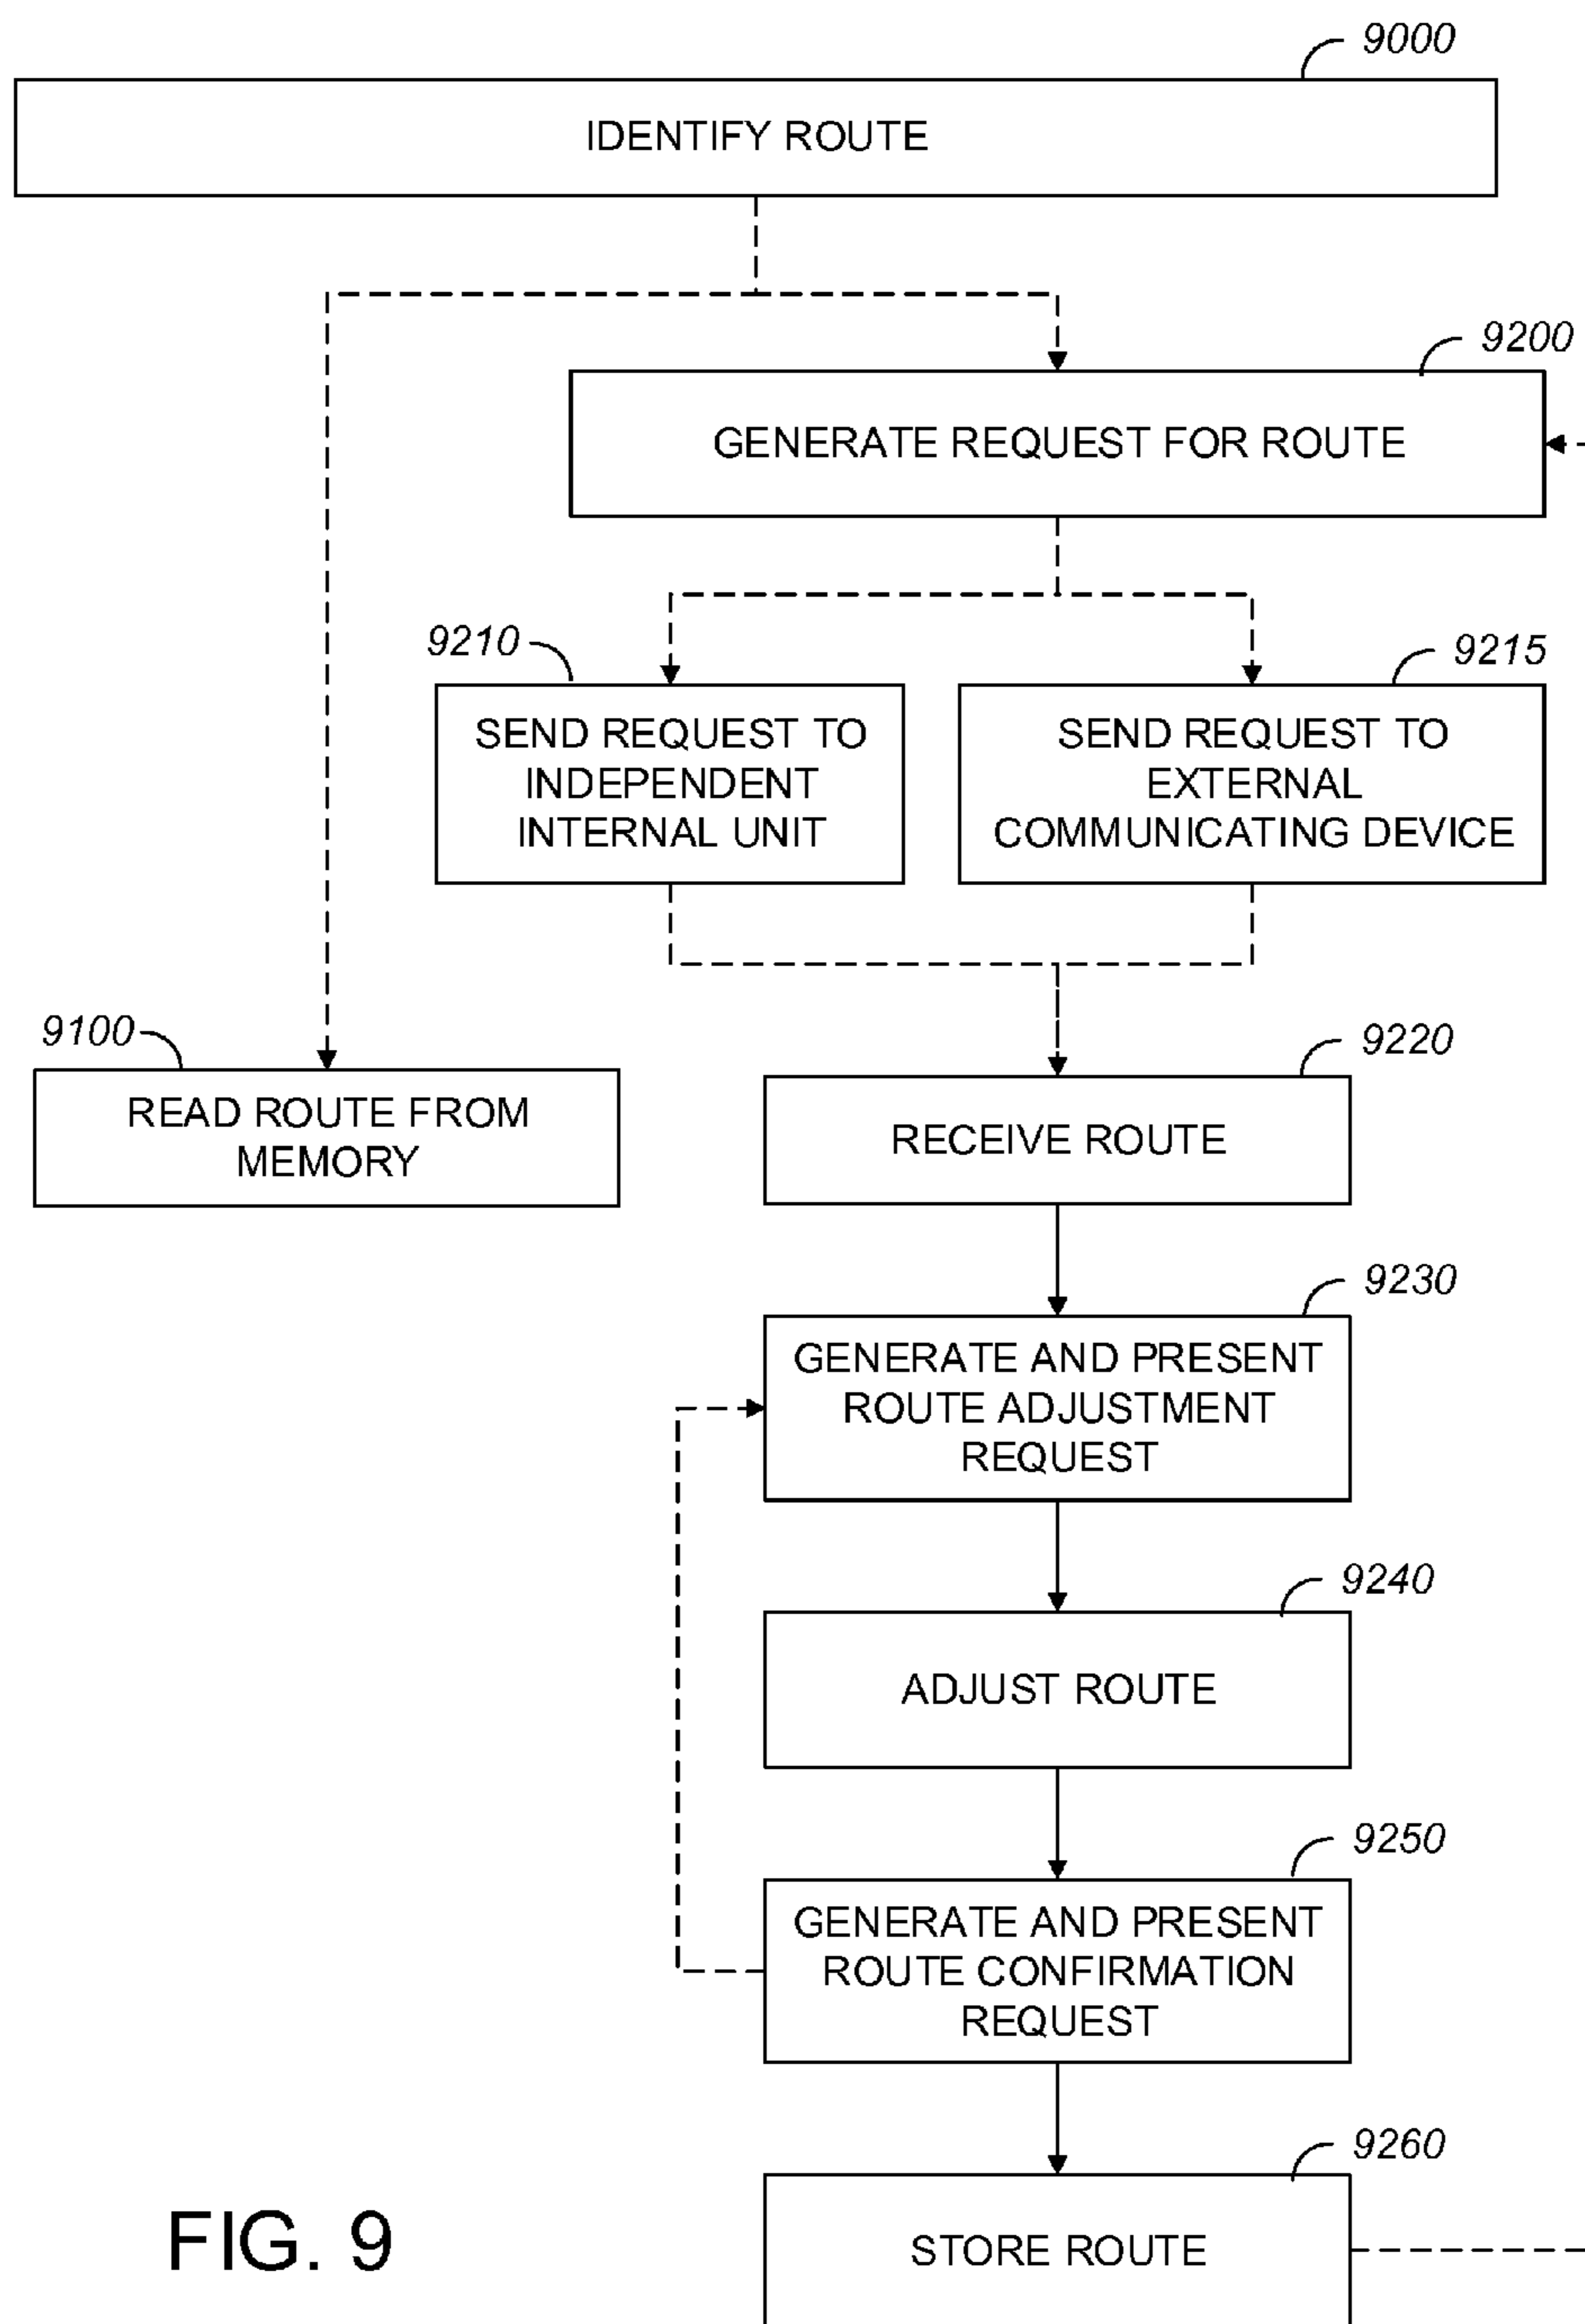 9000
IDENTIFY ROUTE
9200
GENERATE REQUEST FOR ROUTE
9210
SEND REQUEST TO
INDEPENDENT
INTERNAL UNIT
9215
SEND REQUEST TO
EXTERNAL
COMMUNICATING DEVICE
9100
READ ROUTE FROM
MEMORY
9220
RECEIVE ROUTE
9230
GENERATE AND PRESENT
ROUTE ADJUSTMENT
REQUEST
9240
ADJUST ROUTE
9250
GENERATE AND PRESENT
ROUTE CONFIRMATION
REQUEST
9260
STORE ROUTE
FIG. 9